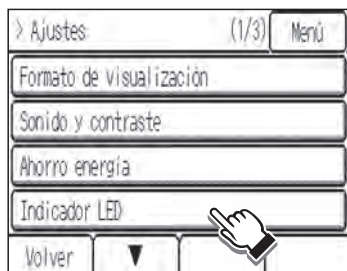 > Ajustes (1/3) Menú
Formato de visualización
Sonido y contraste
Ahorro energía
Indicador LED
Volver ▼